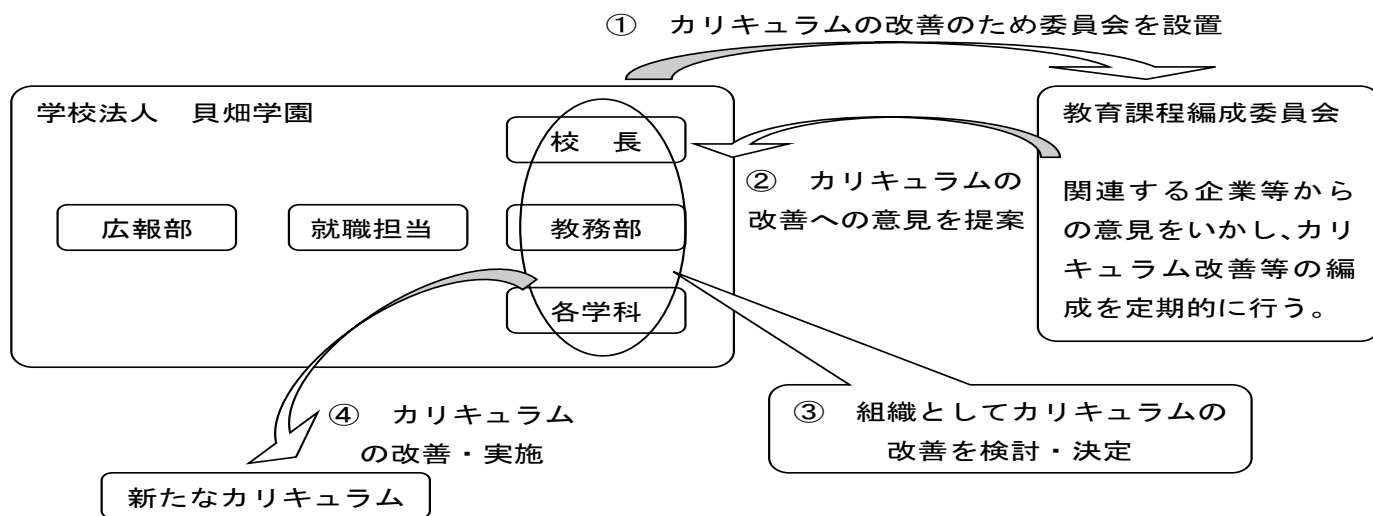 ① カリキュラムの改善のため委員会を設置
学校法人 貝畑学園
校 長
教務部
各学科
広報部
就職担当
教育課程編成委員会
関連する企業等から
の意見をいかし、カリ
キュラム改善等の編
成を定期的に行う。
② カリキュラムの
改善への意見を提案
③ 組織としてカリキュラムの
改善を検討・決定
④ カリキュラム
の改善・実施
新たなカリキュラム